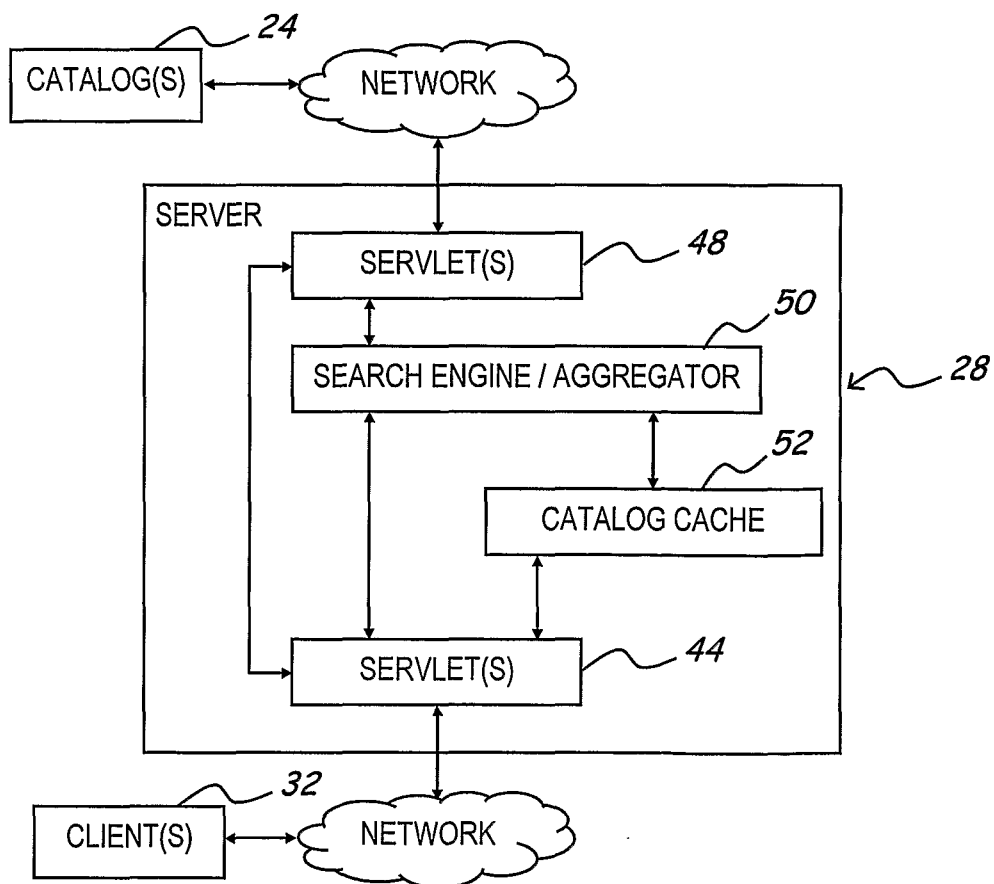 24
CATALOG(S)
NETWORK
SERVER
SERVLET(S)
48
50
SEARCH ENGINE / AGGREGATOR
28
52
CATALOG CACHE
SERVLET(S)
44
32
CLIENT(S)
NETWORK